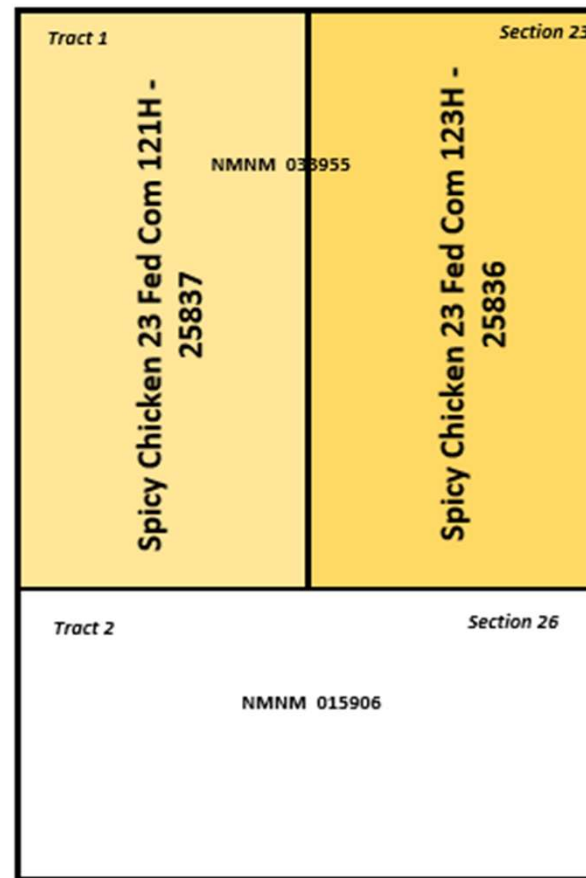 Tract 1
Section 23
Spicy Chicken 23 Fed Com 121H -
25837
NMNM 033955
Spicy Chicken 23 Fed Com 123H -
25836
Tract 2
Section 26
NMNM 015906